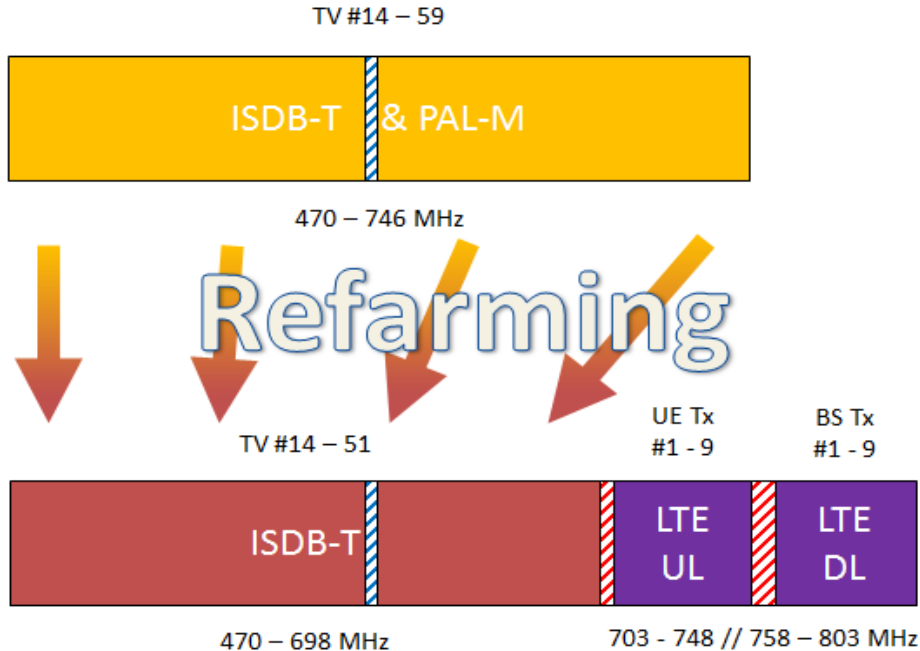 TV #14 – 59
ISDB-T & PAL-M
470 – 746 MHz
Refarming
UE Tx
#1 - 9
BS Tx
#1 - 9
TV #14 – 51
ISDB-T
LTE
UL
LTE
DL
470 – 698 MHz
703 - 748 // 758 – 803 MHz